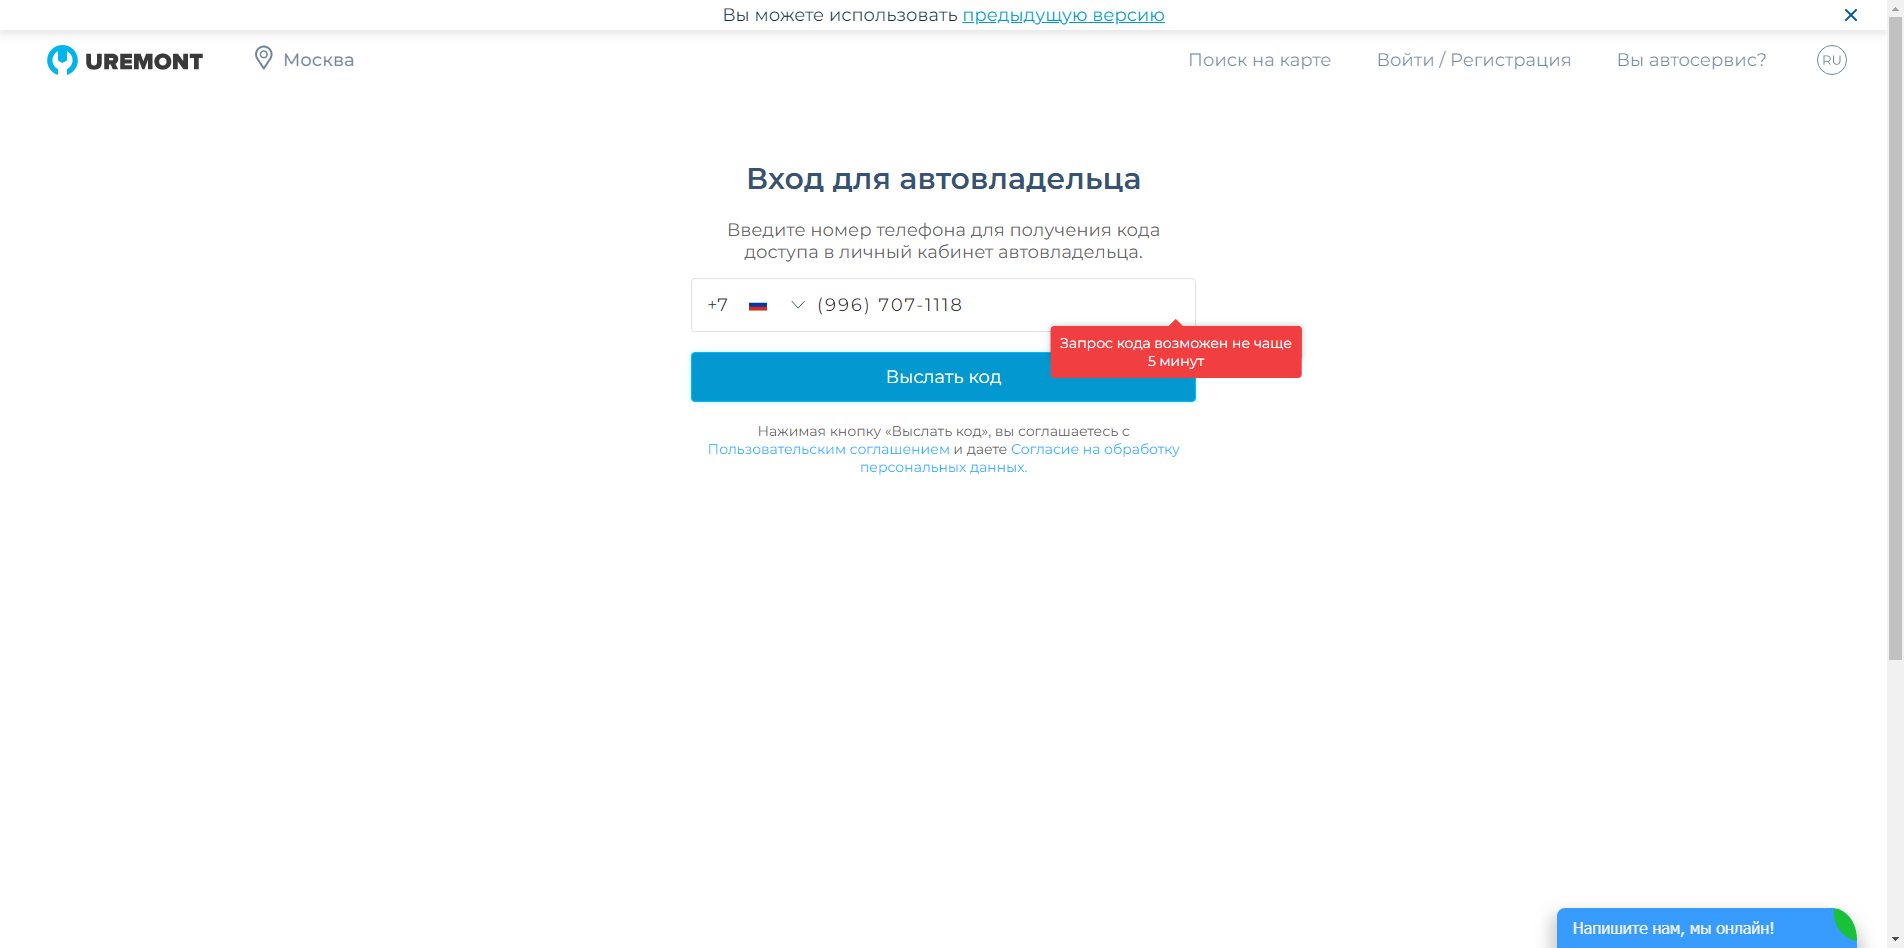 Вы можете использовать предыдущую версию
UREMONT
Москва
Поиск на карте
Войти / Регистрация
Вы автосервис?
RU
Вход для автовладельца
Введите номер телефона для получения кода
доступа в личный кабинет автовладельца.
+7 (996) 707-1118
Запрос кода возможен не чаще
5 минут
Выслать код
Нажимая кнопку «Выслать код», вы соглашаетесь с
Пользовательским соглашением и даете Согласие на обработку
персональных данных.
Напишите нам, мы онлайн!